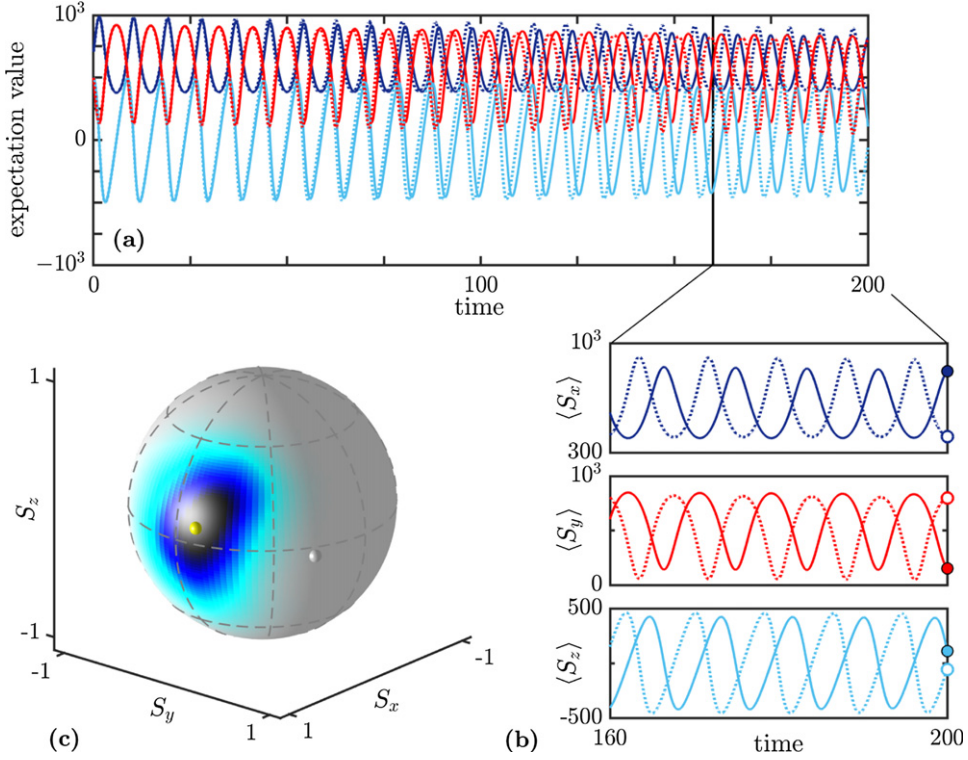 10³
0
−10³
expectation value
(a)
0 100 200
time
1
S_z
-1
-1
S_y
1
1
S_x
-1
(c)
10³
⟨S_x⟩
300
10³
⟨S_y⟩
0
500
⟨S_z⟩
-500
160 time 200
(b)